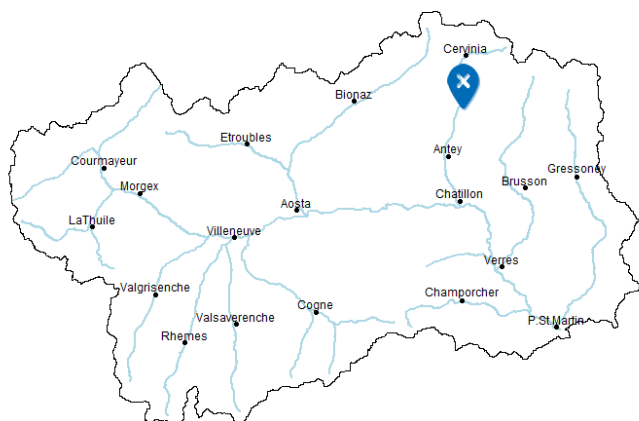 Cervinia
Bionaz
Etroubles
Antey
Courmayeur
Gressoney
Morgex
Brusson
Chatillon
Aosta
LaThuile
Villeneuve
Verres
Valgrisenche
Champorcher
Cogne
Valsaverenche
P.St.Martin
Rhemes